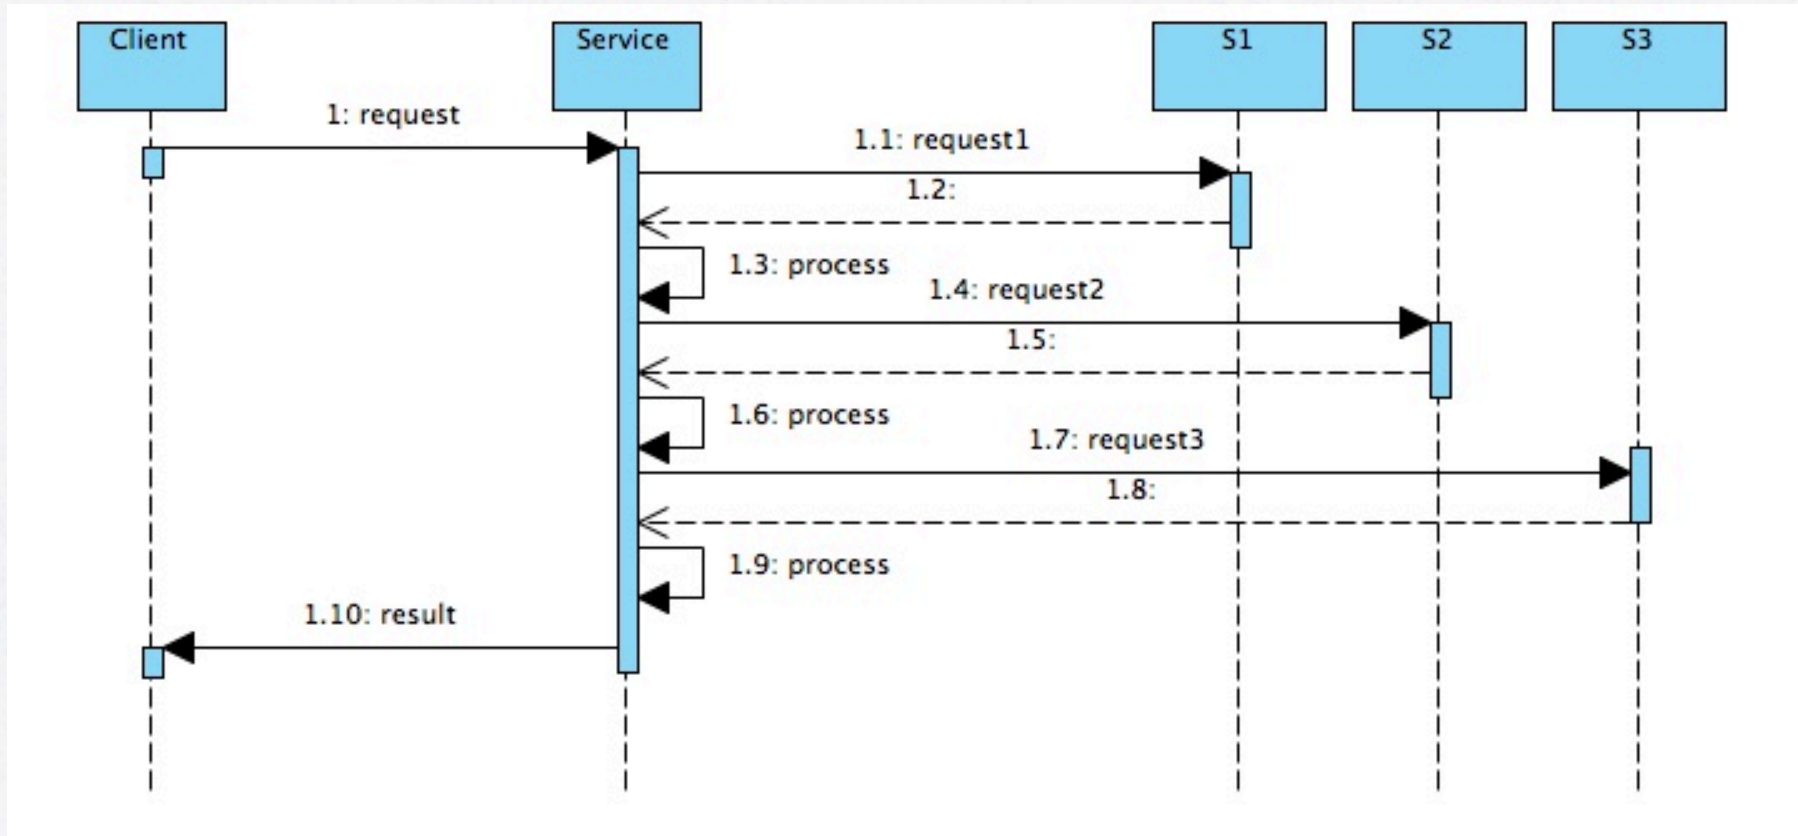 Client
Service
S1
S2
S3
1: request
1.1: request1
1.2:
1.3: process
1.4: request2
1.5:
1.6: process
1.7: request3
1.8:
1.9: process
1.10: result